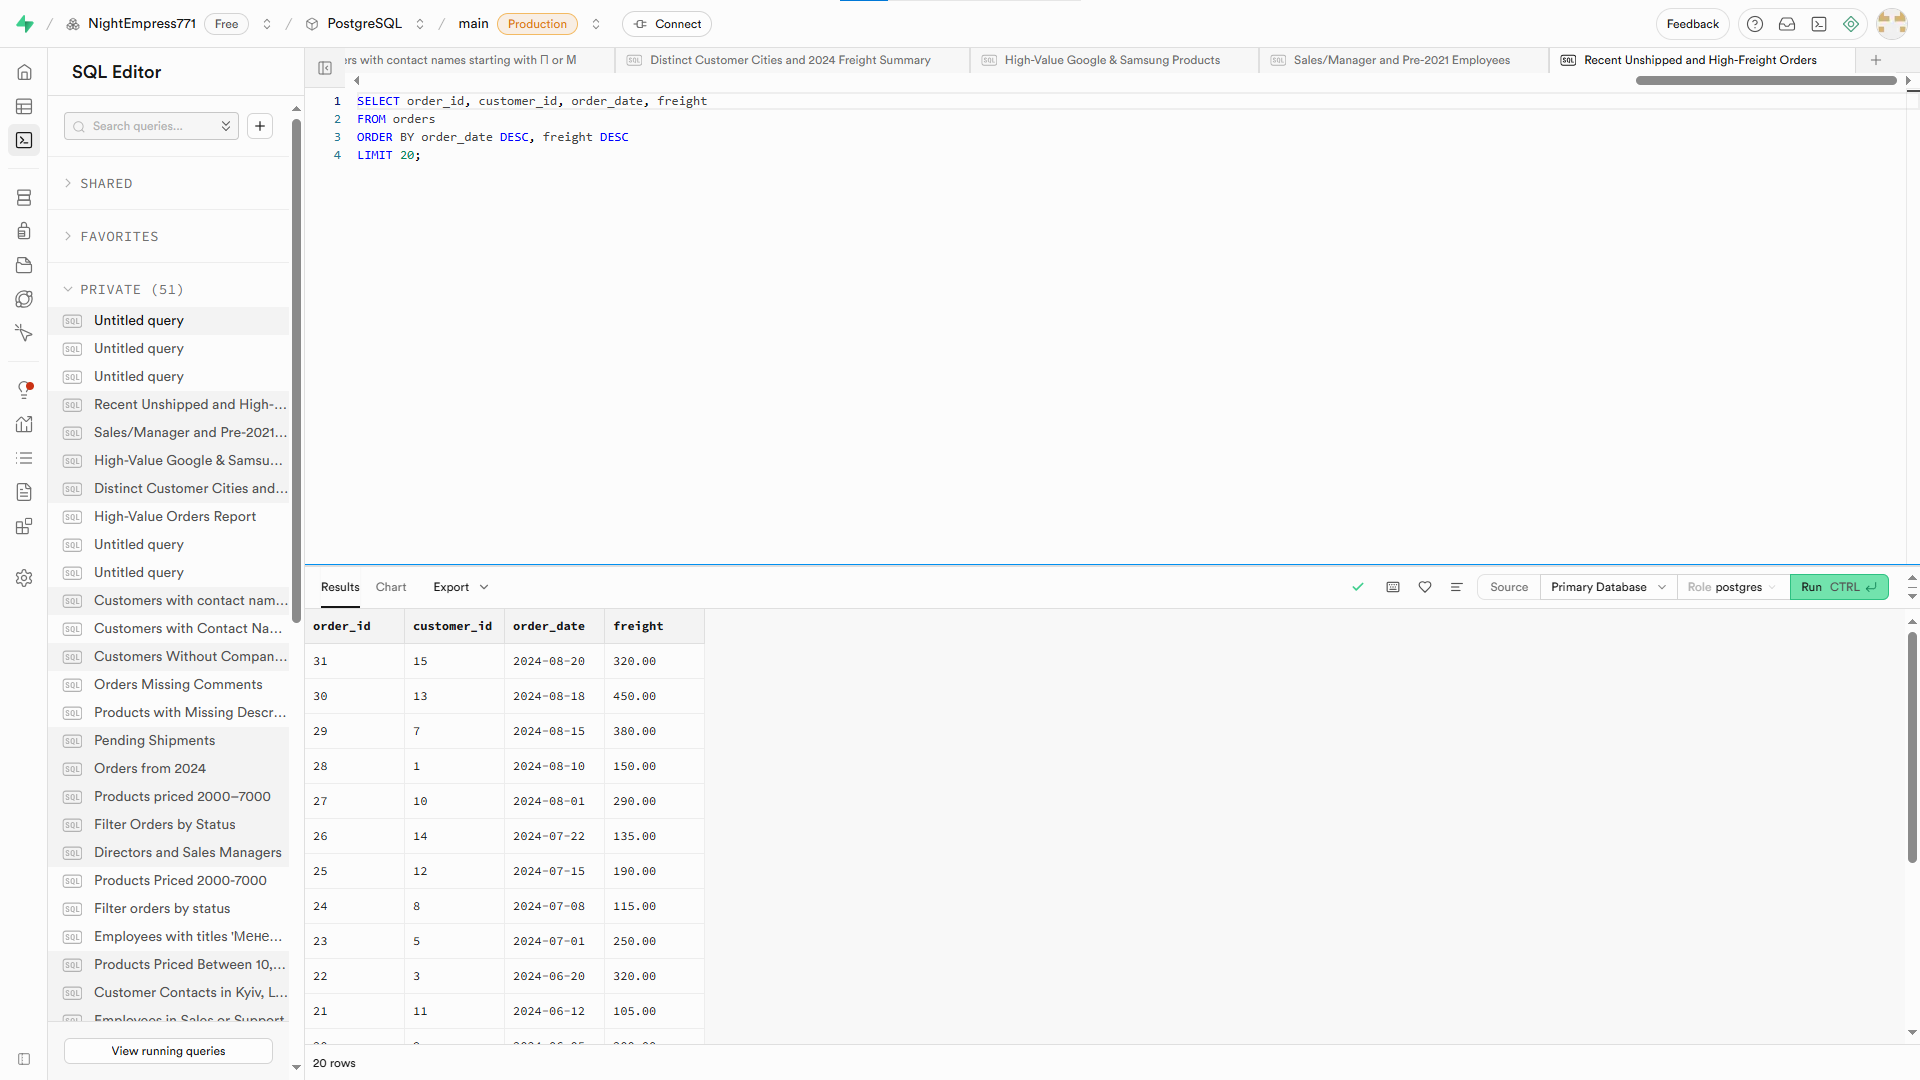 NightEmpress771 Free / PostgreSQL / main Production Connect Feedback
SQL Editor
ers with contact names starting with П or М
Distinct Customer Cities and 2024 Freight Summary
High-Value Google & Samsung Products
Sales/Manager and Pre-2021 Employees
Recent Unshipped and High-Freight Orders
Search queries...
SHARED
FAVORITES
PRIVATE (51)
Untitled query
Untitled query
Untitled query
Recent Unshipped and High-...
Sales/Manager and Pre-2021...
High-Value Google & Samsu...
Distinct Customer Cities and...
High-Value Orders Report
Untitled query
Untitled query
Customers with contact nam...
Customers with Contact Na...
Customers Without Compan...
Orders Missing Comments
Products with Missing Descr...
Pending Shipments
Orders from 2024
Products priced 2000–7000
Filter Orders by Status
Directors and Sales Managers
Products Priced 2000-7000
Filter orders by status
Employees with titles 'Мене...
Products Priced Between 10,...
Customer Contacts in Kyiv, L...
Employees in Sales or Support
View running queries
1 SELECT order_id, customer_id, order_date, freight
2 FROM orders
3 ORDER BY order_date DESC, freight DESC
4 LIMIT 20;
Results Chart Export Source Primary Database Role postgres Run CTRL
order_id customer_id order_date freight
31 15 2024-08-20 320.00
30 13 2024-08-18 450.00
29 7 2024-08-15 380.00
28 1 2024-08-10 150.00
27 10 2024-08-01 290.00
26 14 2024-07-22 135.00
25 12 2024-07-15 190.00
24 8 2024-07-08 115.00
23 5 2024-07-01 250.00
22 3 2024-06-20 320.00
21 11 2024-06-12 105.00
20 rows